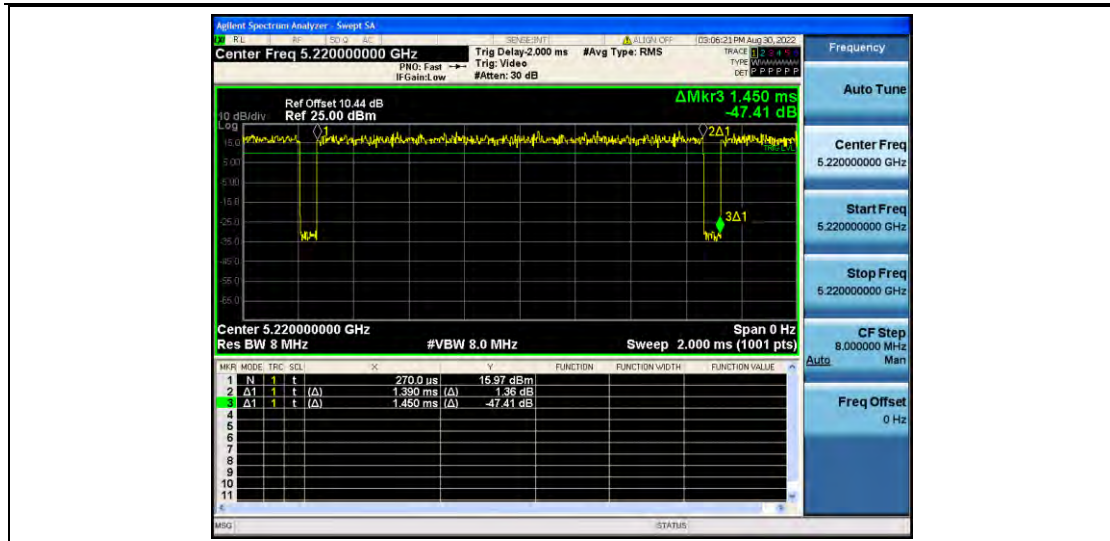 Agilent Spectrum Analyzer - Swept SA
RL RF 50 Ω AC SENSE:INT ALIGN OFF 03:06:21 PM Aug 30, 2022
Center Freq 5.220000000 GHz
PNO: Fast
IFGain:Low
Trig Delay-2.000 ms
Trig: Video
#Atten: 30 dB
#Avg Type: RMS
TRACE 1 2 3 4 5 6
TYPE
DET P P P P P P
Frequency
Auto Tune
Center Freq
5.220000000 GHz
Start Freq
5.220000000 GHz
Stop Freq
5.220000000 GHz
CF Step
8.000000 MHz
Auto Man
Freq Offset
0 Hz
ΔMkr3 1.450 ms
-47.41 dB
Ref Offset 10.44 dB
10 dB/div Ref 25.00 dBm
Log
15.0
5.00
-5.00
-15.0
-25.0
-35.0
-45.0
-55.0
-65.0
1
2Δ1
TRIG LVL
3Δ1
Center 5.220000000 GHz Span 0 Hz
Res BW 8 MHz #VBW 8.0 MHz Sweep 2.000 ms (1001 pts)
MKR MODE TRC SCL X Y FUNCTION FUNCTION WIDTH FUNCTION VALUE
1 N 1 t 270.0 µs 15.97 dBm
2 Δ1 1 t (Δ) 1.390 ms (Δ) 1.36 dB
3 Δ1 1 t (Δ) 1.450 ms (Δ) -47.41 dB
4
5
6
7
8
9
10
11
MSG STATUS